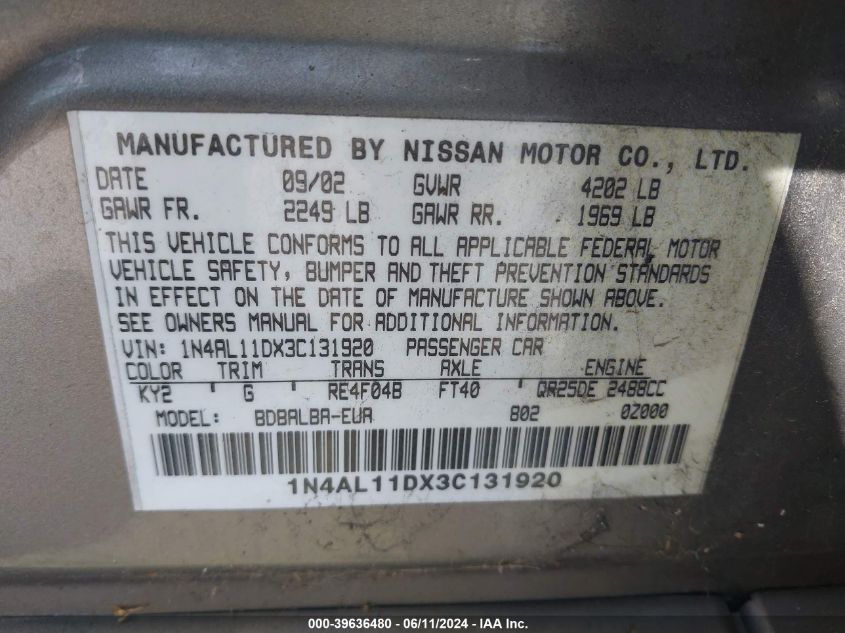 MANUFACTURED BY NISSAN MOTOR CO., LTD.
DATE 09/02 GVWR 4202 LB
GAWR FR. 2249 LB GAWR RR. 1969 LB
THIS VEHICLE CONFORMS TO ALL APPLICABLE FEDERAL MOTOR
VEHICLE SAFETY, BUMPER AND THEFT PREVENTION STANDARDS
IN EFFECT ON THE DATE OF MANUFACTURE SHOWN ABOVE.
SEE OWNERS MANUAL FOR ADDITIONAL INFORMATION.
VIN: 1N4AL11DX3C131920 PASSENGER CAR
COLOR TRIM TRANS AXLE ENGINE
KY2 G RE4F04B FT40 QR25DE 2488CC
MODEL: BDBALBA-EUA 802 0Z000
1N4AL11DX3C131920
000-39636480 - 06/11/2024 - IAA Inc.